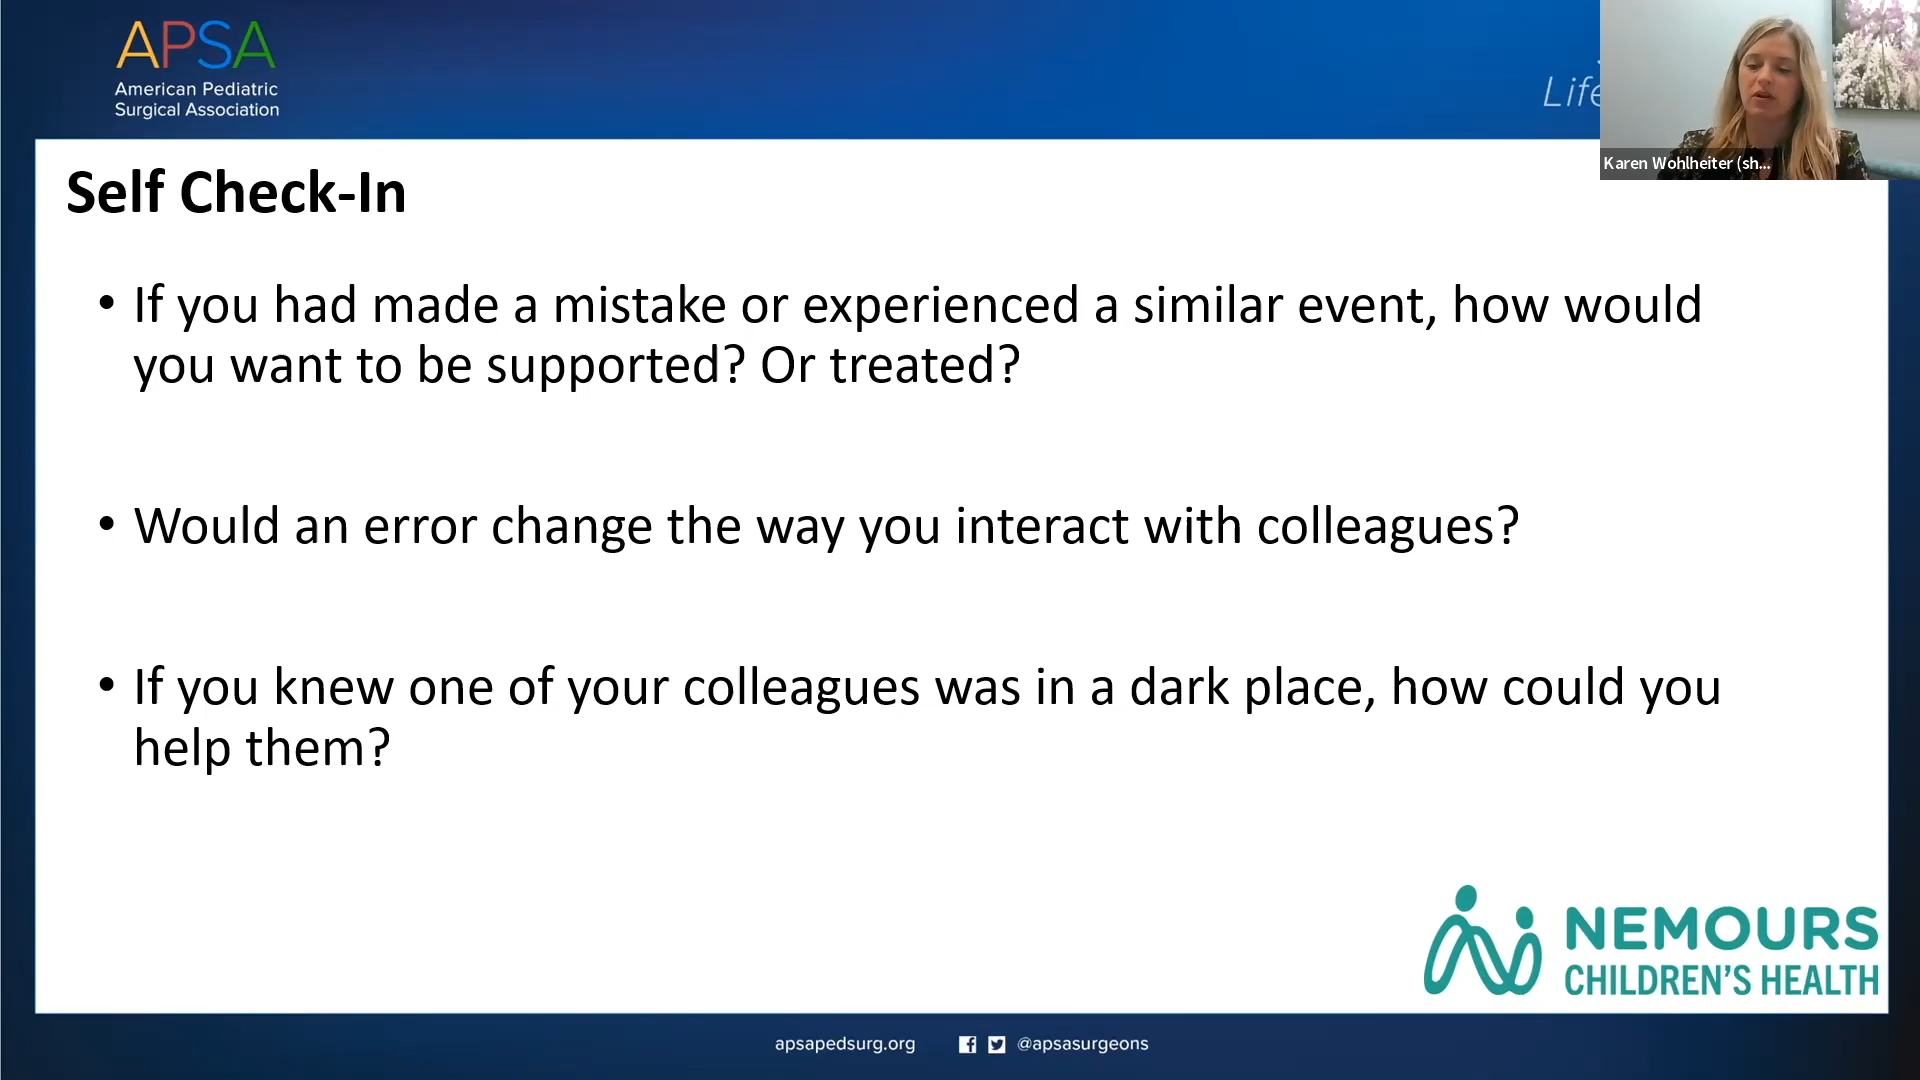 APSA
American Pediatric
Surgical Association
Life
Karen Wohlheiter (sh...
Self Check-In
• If you had made a mistake or experienced a similar event, how would
you want to be supported? Or treated?
• Would an error change the way you interact with colleagues?
• If you knew one of your colleagues was in a dark place, how could you
help them?
NEMOURS
CHILDREN'S HEALTH
apsapedsurg.org
@apsasurgeons